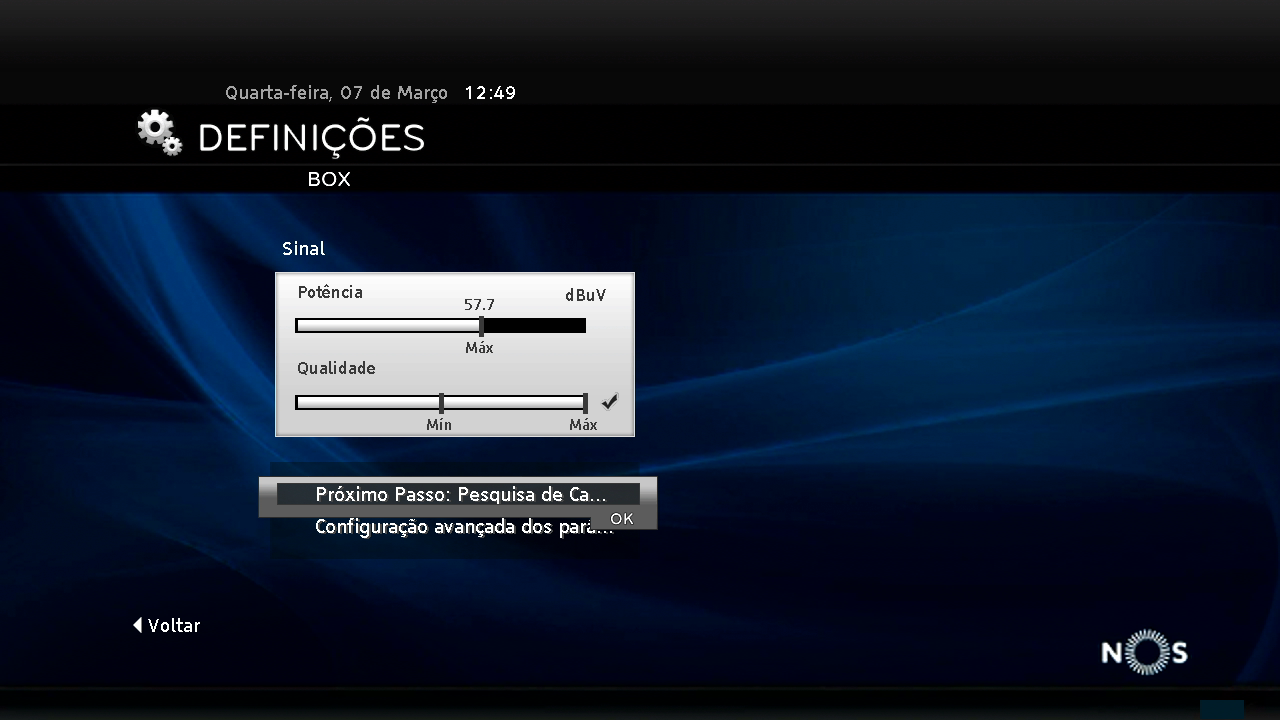 Quarta-feira, 07 de Março 12:49
DEFINIÇÕES
BOX
Sinal
Potência
57.7
dBuV
Máx
Qualidade
Mín
Máx
Próximo Passo: Pesquisa de Ca...
OK
Configuração avançada dos pará...
Voltar
NOS